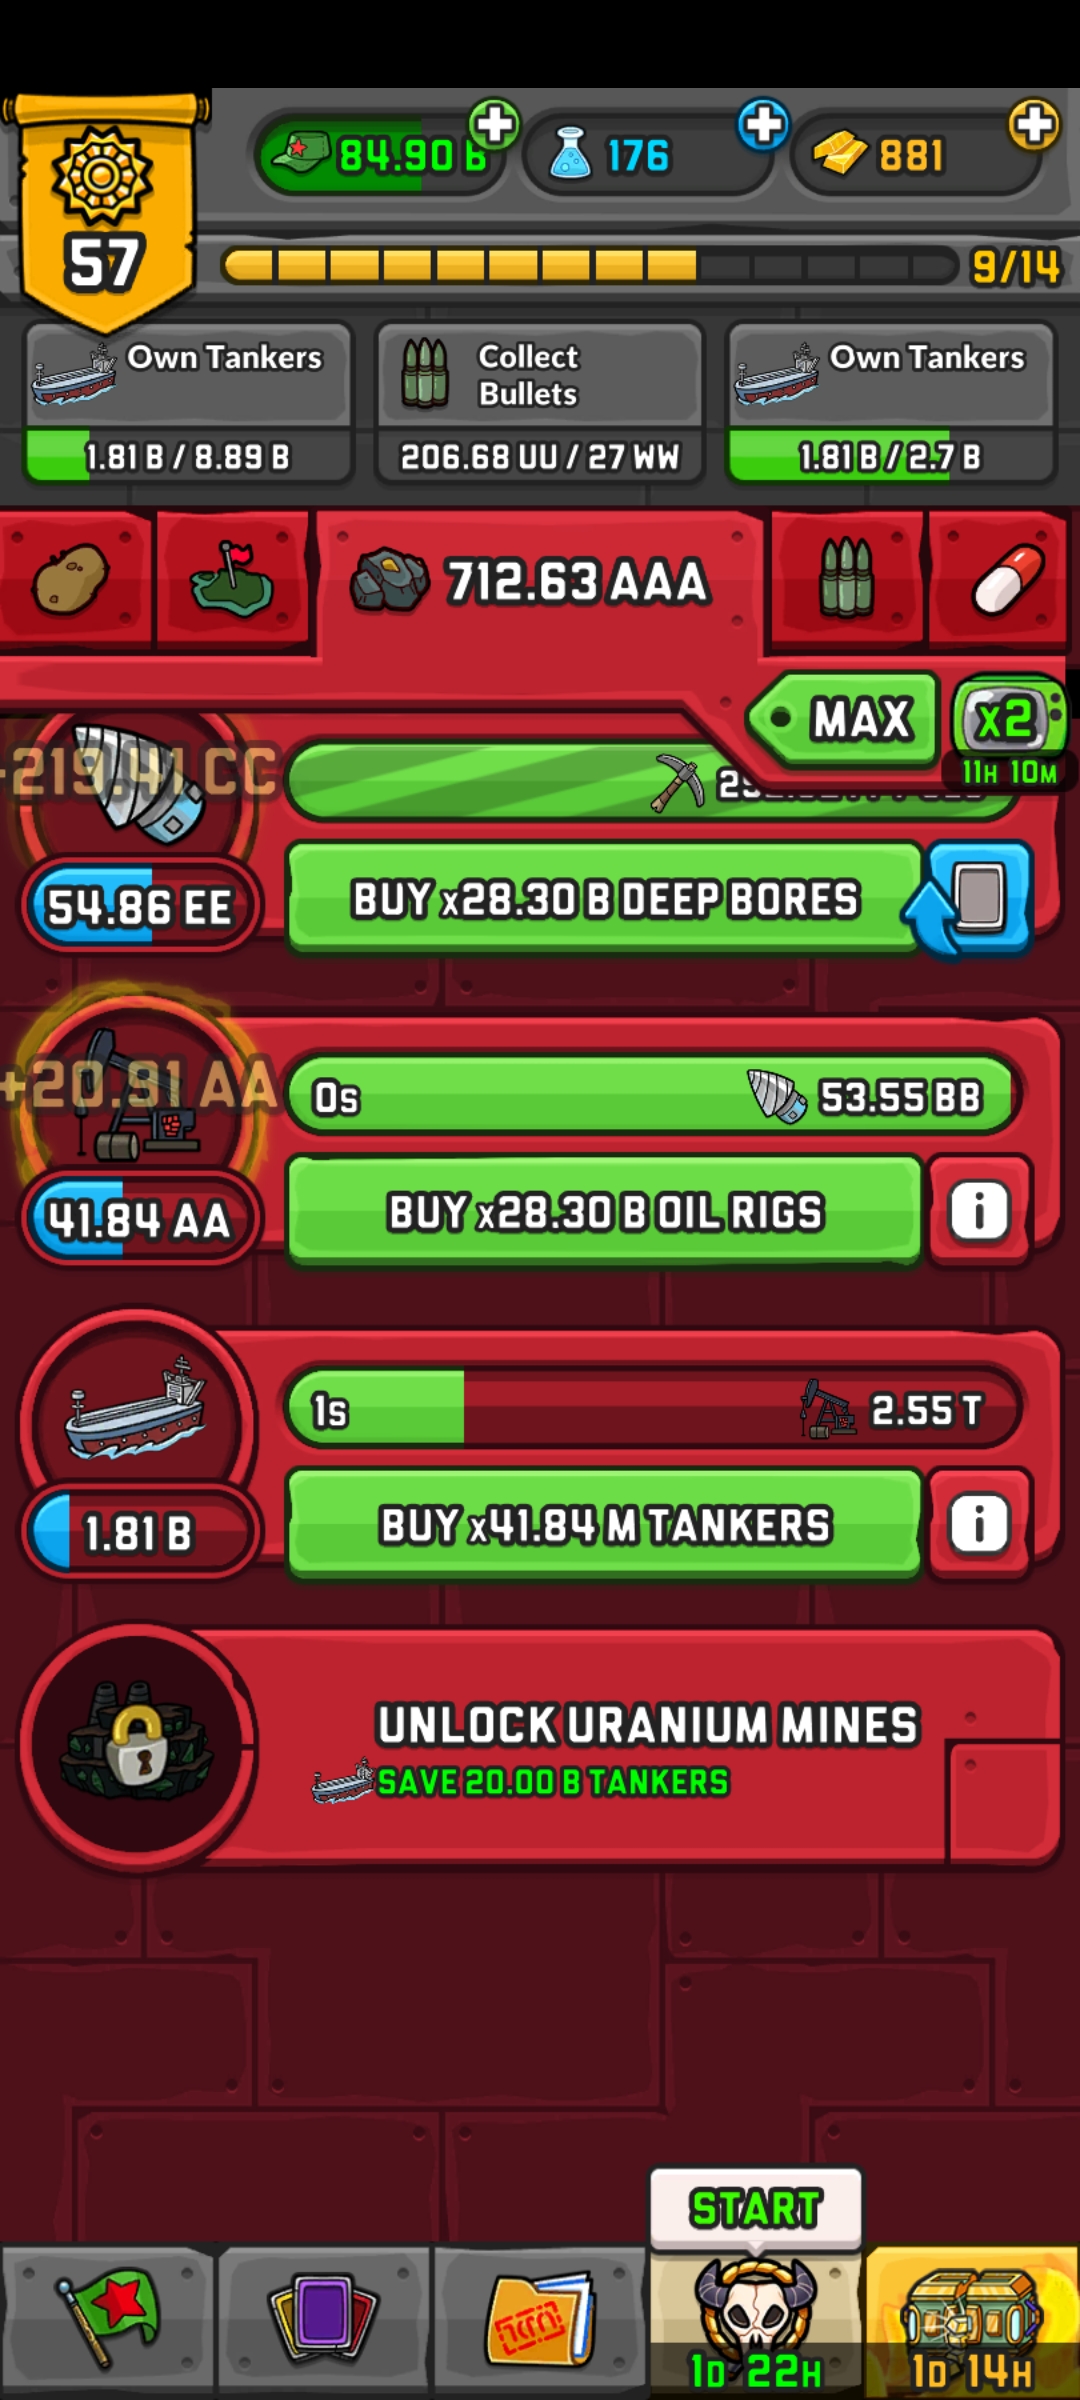 57
84.90 B
176
881
9/14
Own Tankers
1.81 B / 8.89 B
Collect
Bullets
206.68 UU / 27 WW
Own Tankers
1.81 B / 2.7 B
712.63 AAA
MAX
x2
11H 10M
219.41 CC
54.86 EE
BUY x28.30 B DEEP BORES
+20.91 AA
0s
53.55 BB
41.84 AA
BUY x28.30 B OIL RIGS
i
1s
2.55 T
1.81 B
BUY x41.84 M TANKERS
i
UNLOCK URANIUM MINES
SAVE 20.00 B TANKERS
START
1D 22H
1D 14H